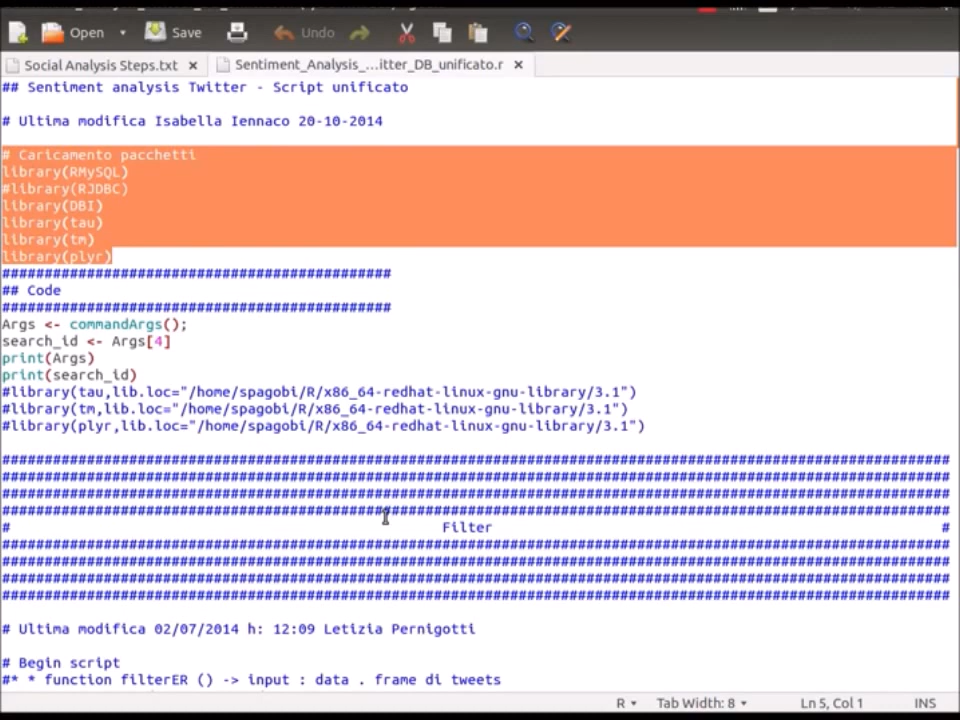 Open Save Undo
Social Analysis Steps.txt Sentiment_Analysis_...itter_DB_unificato.r
## Sentiment analysis Twitter - Script unificato
# Ultima modifica Isabella Iennaco 20-10-2014
# Caricamento pacchetti
library(RMySQL)
#library(RJDBC)
library(DBI)
library(tau)
library(tm)
library(plyr)
##############################################
## Code
##############################################
Args <- commandArgs();
search_id <- Args[4]
print(Args)
print(search_id)
#library(tau,lib.loc="/home/spagobi/R/x86_64-redhat-linux-gnu-library/3.1")
#library(tm,lib.loc="/home/spagobi/R/x86_64-redhat-linux-gnu-library/3.1")
#library(plyr,lib.loc="/home/spagobi/R/x86_64-redhat-linux-gnu-library/3.1")
################################################################################################################
################################################################################################################
################################################################################################################
################################################################################################################
# Filter #
################################################################################################################
################################################################################################################
################################################################################################################
################################################################################################################
# Ultima modifica 02/07/2014 h: 12:09 Letizia Pernigotti
# Begin script
#* * function filterER () -> input : data . frame di tweets
R Tab Width: 8 Ln 5, Col 1 INS